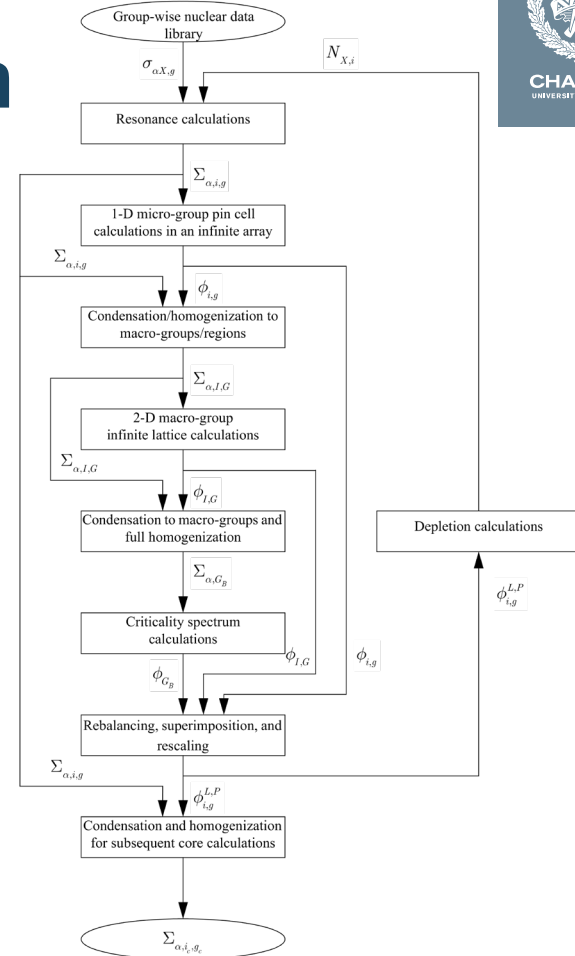 Group-wise nuclear data
library
N_{X,i}
σ_{αX,g}
CHA
UNIVERSIT
Resonance calculations
Σ_{α,i,g}
1-D micro-group pin cell
calculations in an infinite array
Σ_{α,i,g}
ϕ_{i,g}
Condensation/homogenization to
macro-groups/regions
Σ_{α,I,G}
2-D macro-group
infinite lattice calculations
Σ_{α,I,G}
ϕ_{I,G}
Condensation to macro-groups and
full homogenization
Depletion calculations
Σ_{α,G_B}
ϕ_{i,g}^{L,P}
Criticality spectrum
calculations
ϕ_{I,G}
ϕ_{i,g}
ϕ_{G_B}
Rebalancing, superimposition, and
rescaling
Σ_{α,i,g}
ϕ_{i,g}^{L,P}
Condensation and homogenization
for subsequent core calculations
Σ_{α,i_c,g_c}